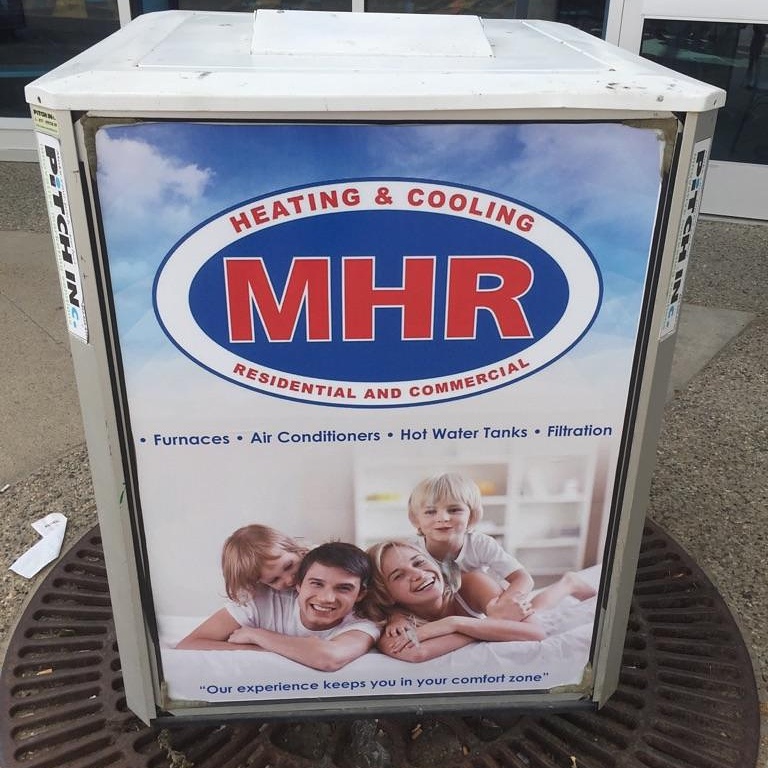 HEATING & COOLING
MHR
RESIDENTIAL AND COMMERCIAL
• Furnaces • Air Conditioners • Hot Water Tanks • Filtration
"Our experience keeps you in your comfort zone"
PiTCH IN
PiTCH IN